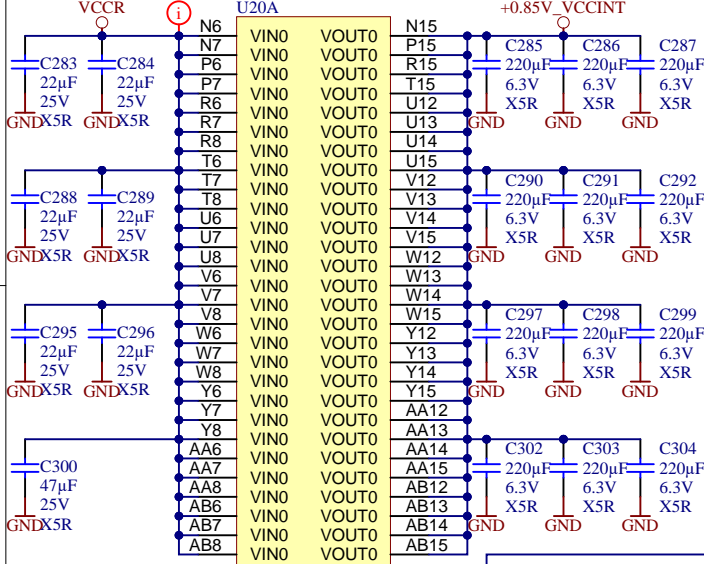 VCCR
i
U20A
+0.85V_VCCINT
N6 VIN0 VOUT0 N15
N7 VIN0 VOUT0 P15
P6 VIN0 VOUT0 R15
P7 VIN0 VOUT0 T15
R6 VIN0 VOUT0 U12
R7 VIN0 VOUT0 U13
R8 VIN0 VOUT0 U14
T6 VIN0 VOUT0 U15
T7 VIN0 VOUT0 V12
T8 VIN0 VOUT0 V13
U6 VIN0 VOUT0 V14
U7 VIN0 VOUT0 V15
U8 VIN0 VOUT0 W12
V6 VIN0 VOUT0 W13
V7 VIN0 VOUT0 W14
V8 VIN0 VOUT0 W15
W6 VIN0 VOUT0 Y12
W7 VIN0 VOUT0 Y13
W8 VIN0 VOUT0 Y14
Y6 VIN0 VOUT0 Y15
Y7 VIN0 VOUT0 AA12
Y8 VIN0 VOUT0 AA13
AA6 VIN0 VOUT0 AA14
AA7 VIN0 VOUT0 AA15
AA8 VIN0 VOUT0 AB12
AB6 VIN0 VOUT0 AB13
AB7 VIN0 VOUT0 AB14
AB8 VIN0 VOUT0 AB15
C283 C284
22µF 22µF
25V 25V
X5R X5R
GND GND
C288 C289
22µF 22µF
25V 25V
X5R X5R
GND GND
C295 C296
22µF 22µF
25V 25V
X5R X5R
GND GND
C300
47µF
25V
X5R
GND
C285 C286 C287
220µF 220µF 220µF
6.3V 6.3V 6.3V
X5R X5R X5R
GND GND GND
C290 C291 C292
220µF 220µF 220µF
6.3V 6.3V 6.3V
X5R X5R X5R
GND GND GND
C297 C298 C299
220µF 220µF 220µF
6.3V 6.3V 6.3V
X5R X5R X5R
GND GND GND
C302 C303 C304
220µF 220µF 220µF
6.3V 6.3V 6.3V
X5R X5R X5R
GND GND GND